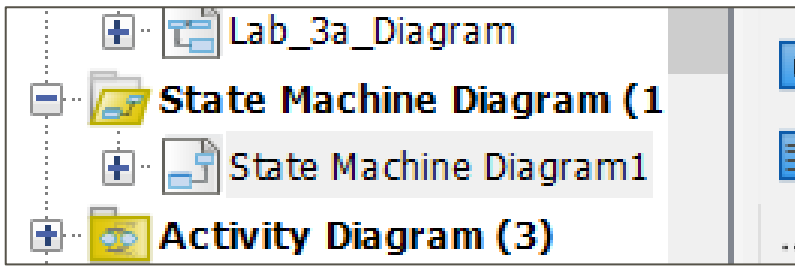 Lab_3a_Diagram
State Machine Diagram (1
State Machine Diagram1
Activity Diagram (3)